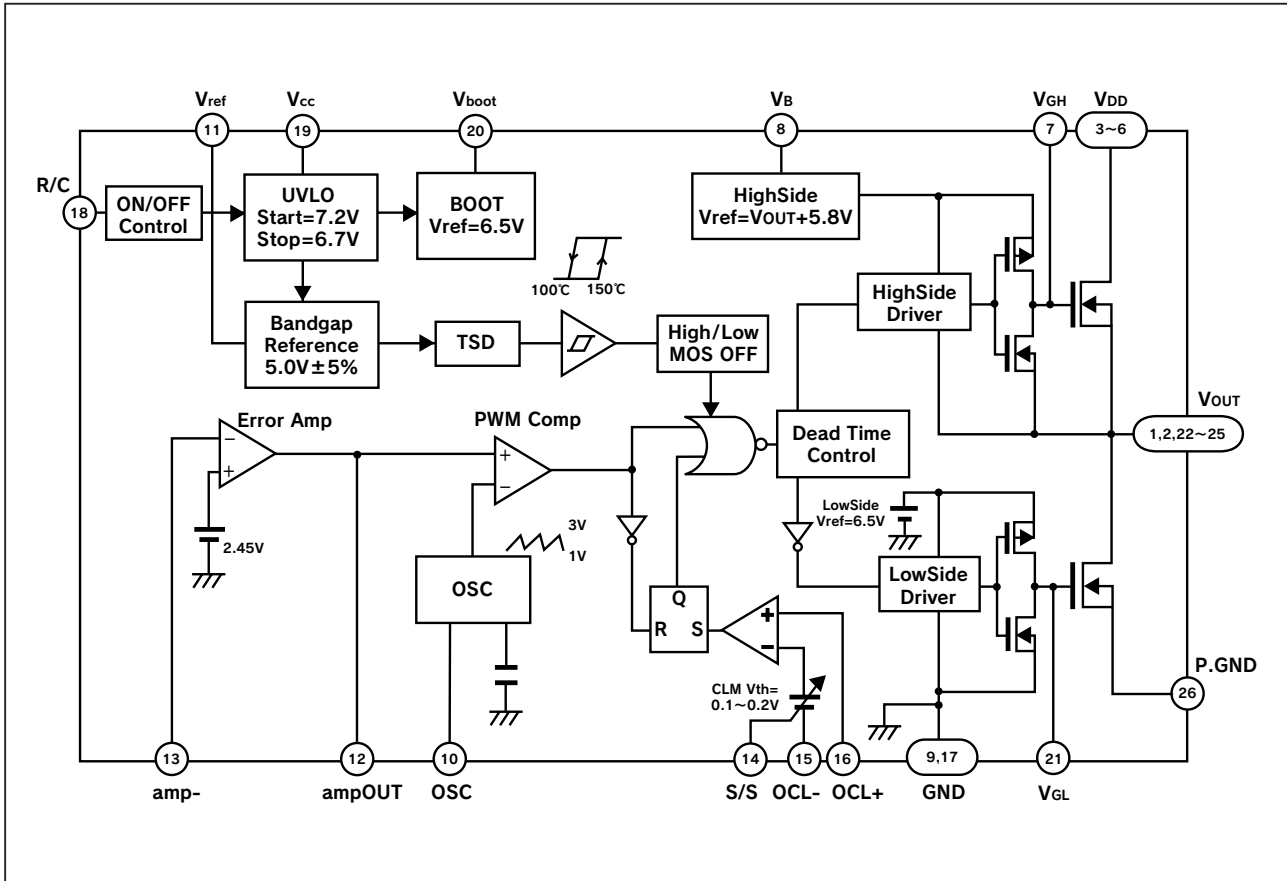 Vref
Vcc
Vboot
VB
VGH
VDD
11
19
20
8
7
3~6
R/C
18
ON/OFF
Control
UVLO
Start=7.2V
Stop=6.7V
BOOT
Vref=6.5V
HighSide
Vref=VOUT+5.8V
100℃
150℃
Bandgap
Reference
5.0V±5%
TSD
High/Low
MOS OFF
HighSide
Driver
Error Amp
PWM Comp
VOUT
1,2,22~25
Dead Time
Control
−
+
+
−
2.45V
3V
1V
OSC
LowSide
Vref=6.5V
LowSide
Driver
Q
R
S
+
−
CLM Vth=
0.1~0.2V
P.GND
26
13
12
10
14
15
16
9,17
21
amp-
ampOUT
OSC
S/S
OCL-
OCL+
GND
VGL